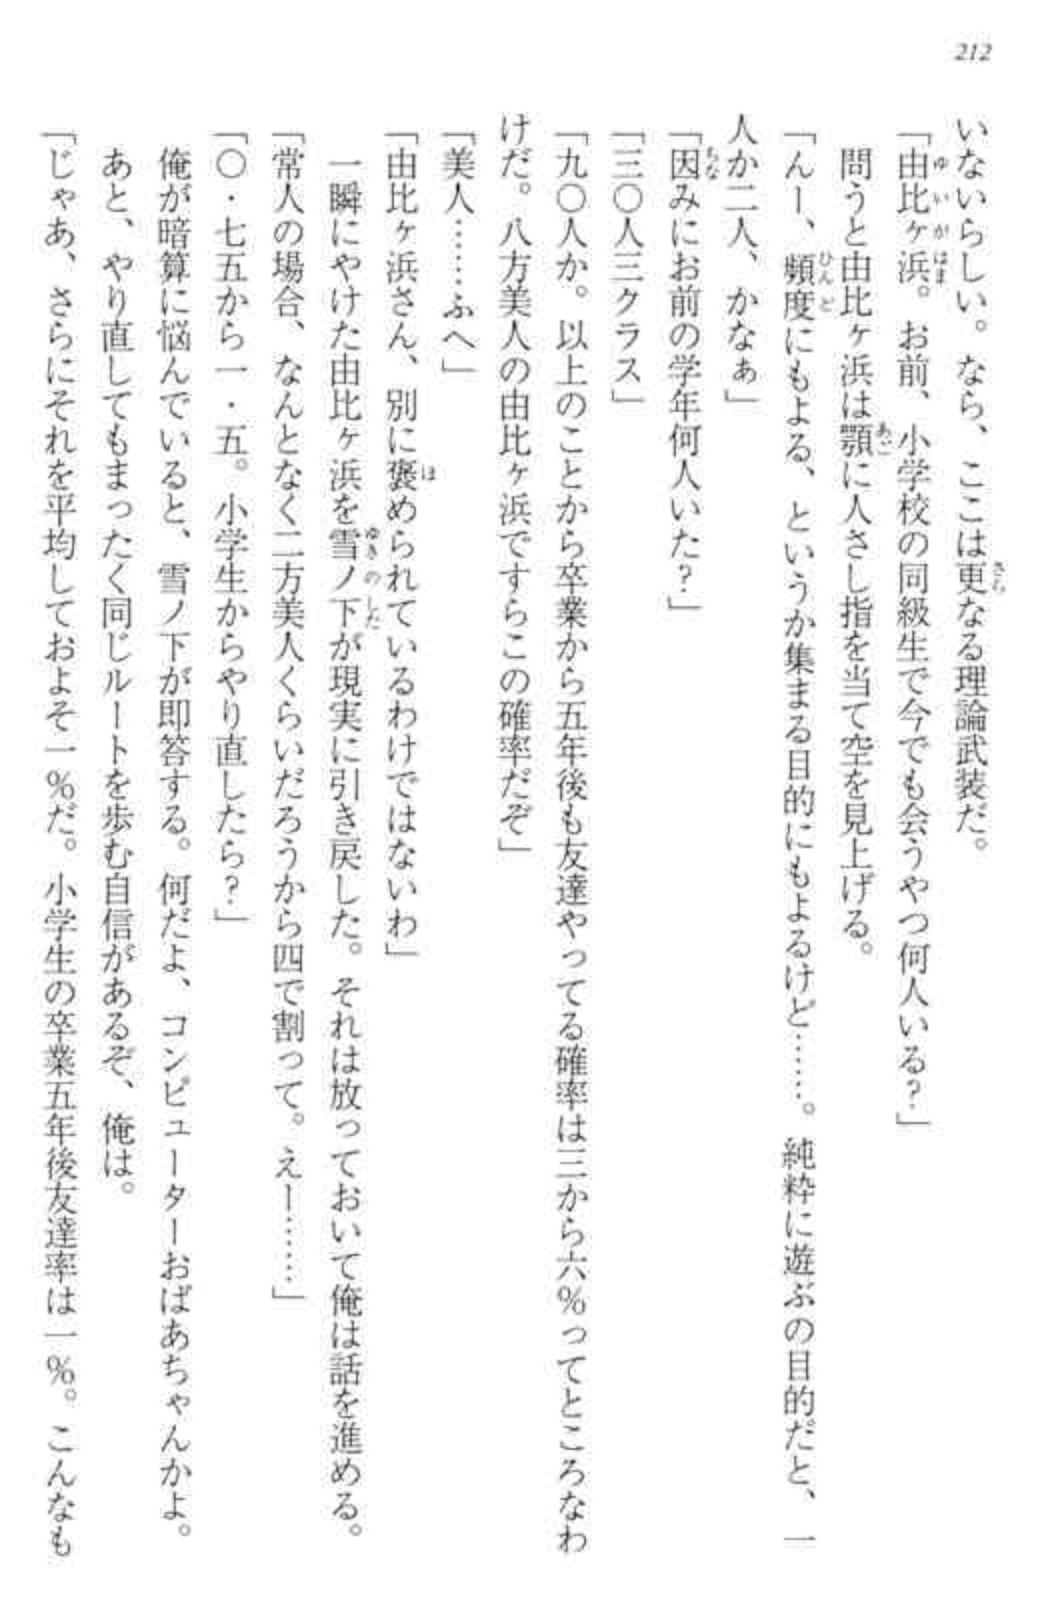 212
いないらしい。なら、ここは更なる理論武装だ。
「由比ヶ浜。お前、小学校の同級生で今でも会うやつ何人いる?」
問うと由比ヶ浜は顎に人さし指を当て空を見上げる。
「んー、頻度にもよる、というか集まる目的にもよるけど……。純粋に遊ぶの目的だと、一
人か二人、かなぁ」
「因みにお前の学年何人いた?」
「三〇人三クラス」
「九〇人か。以上のことから卒業から五年後も友達やってる確率は三から六%ってところなわ
けだ。八方美人の由比ヶ浜ですらこの確率だぞ」
「美人……ふへ」
「由比ヶ浜さん、別に褒められているわけではないわ」
一瞬にやけた由比ヶ浜を雪ノ下が現実に引き戻した。それは放っておいて俺は話を進める。
「常人の場合、なんとなく二方美人くらいだろうから四で割って。えー……」
「〇・七五から一・五。小学生からやり直したら?」
俺が暗算に悩んでいると、雪ノ下が即答する。何だよ、コンピューターおばあちゃんかよ。
あと、やり直してもまったく同じルートを歩む自信があるぞ、俺は。
「じゃあ、さらにそれを平均しておよそ一%だ。小学生の卒業五年後友達率は一%。こんなも